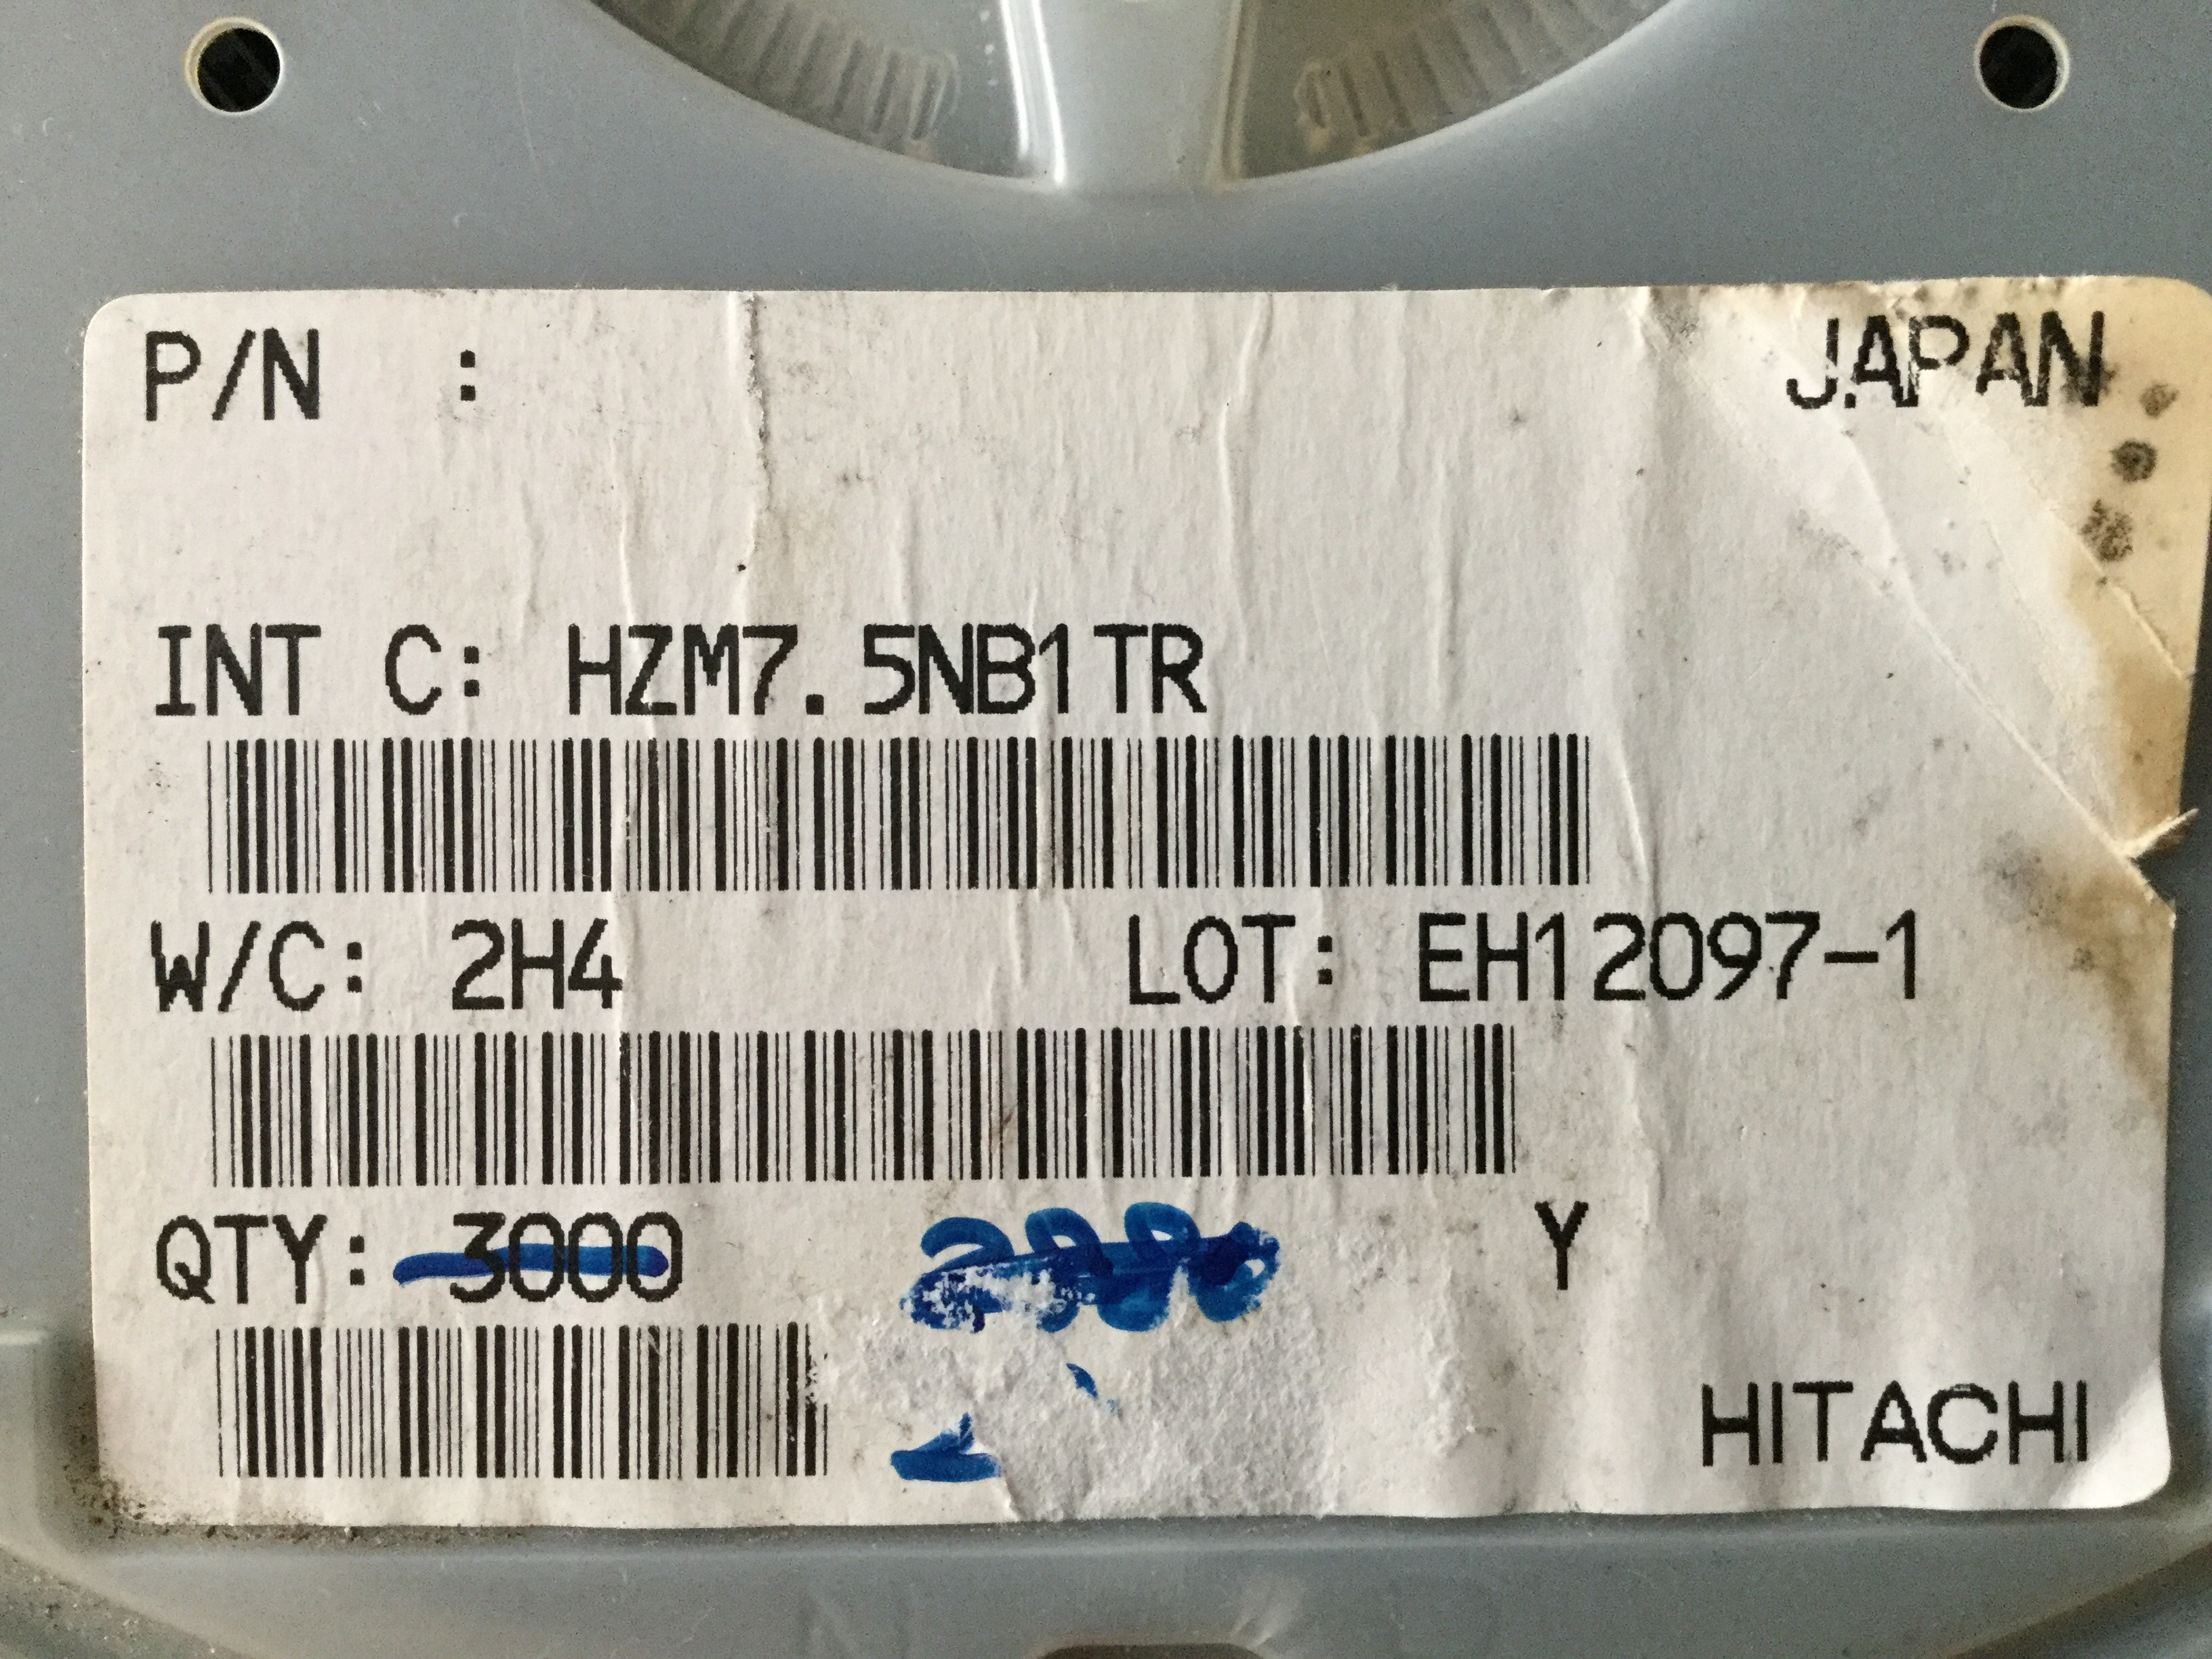 P/N : JAPAN
INT C: HZM7.5NB1TR
W/C: 2H4 LOT: EH12097-1
QTY: 3000 Y
HITACHI